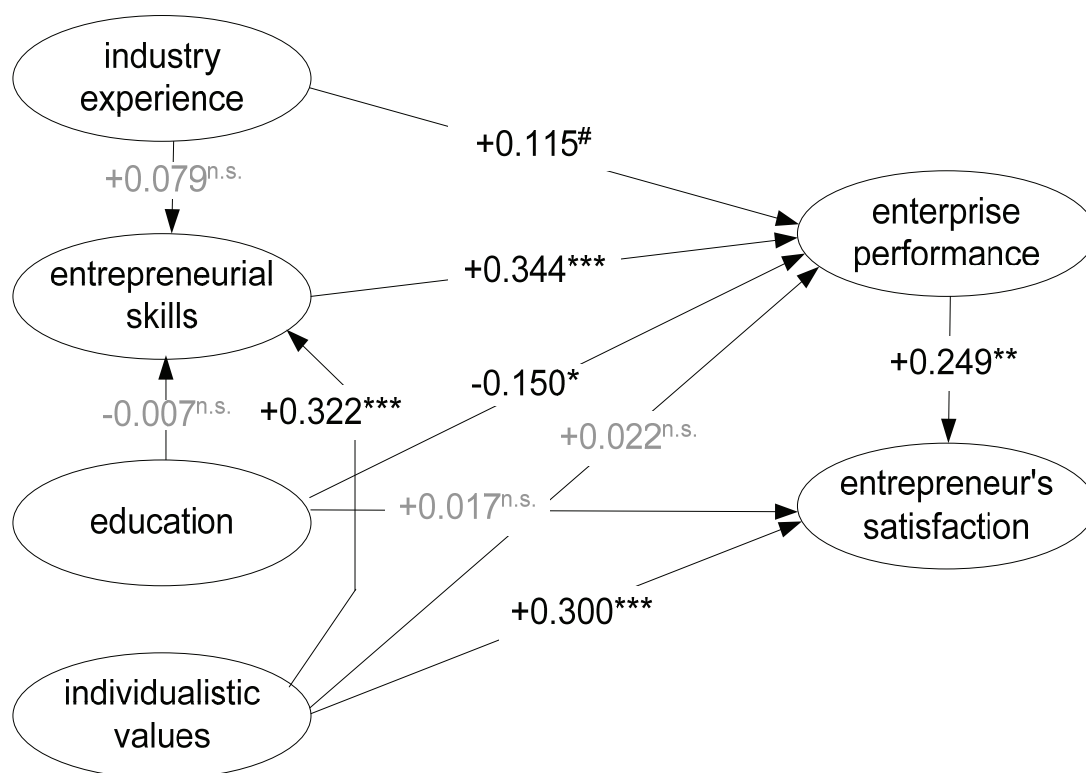 industry
experience
+0.115#
+0.079n.s.
enterprise
performance
entrepreneurial
skills
+0.344***
+0.249**
-0.150*
-0.007n.s.
+0.322***
+0.022n.s.
education
+0.017n.s.
entrepreneur's
satisfaction
+0.300***
individualistic
values